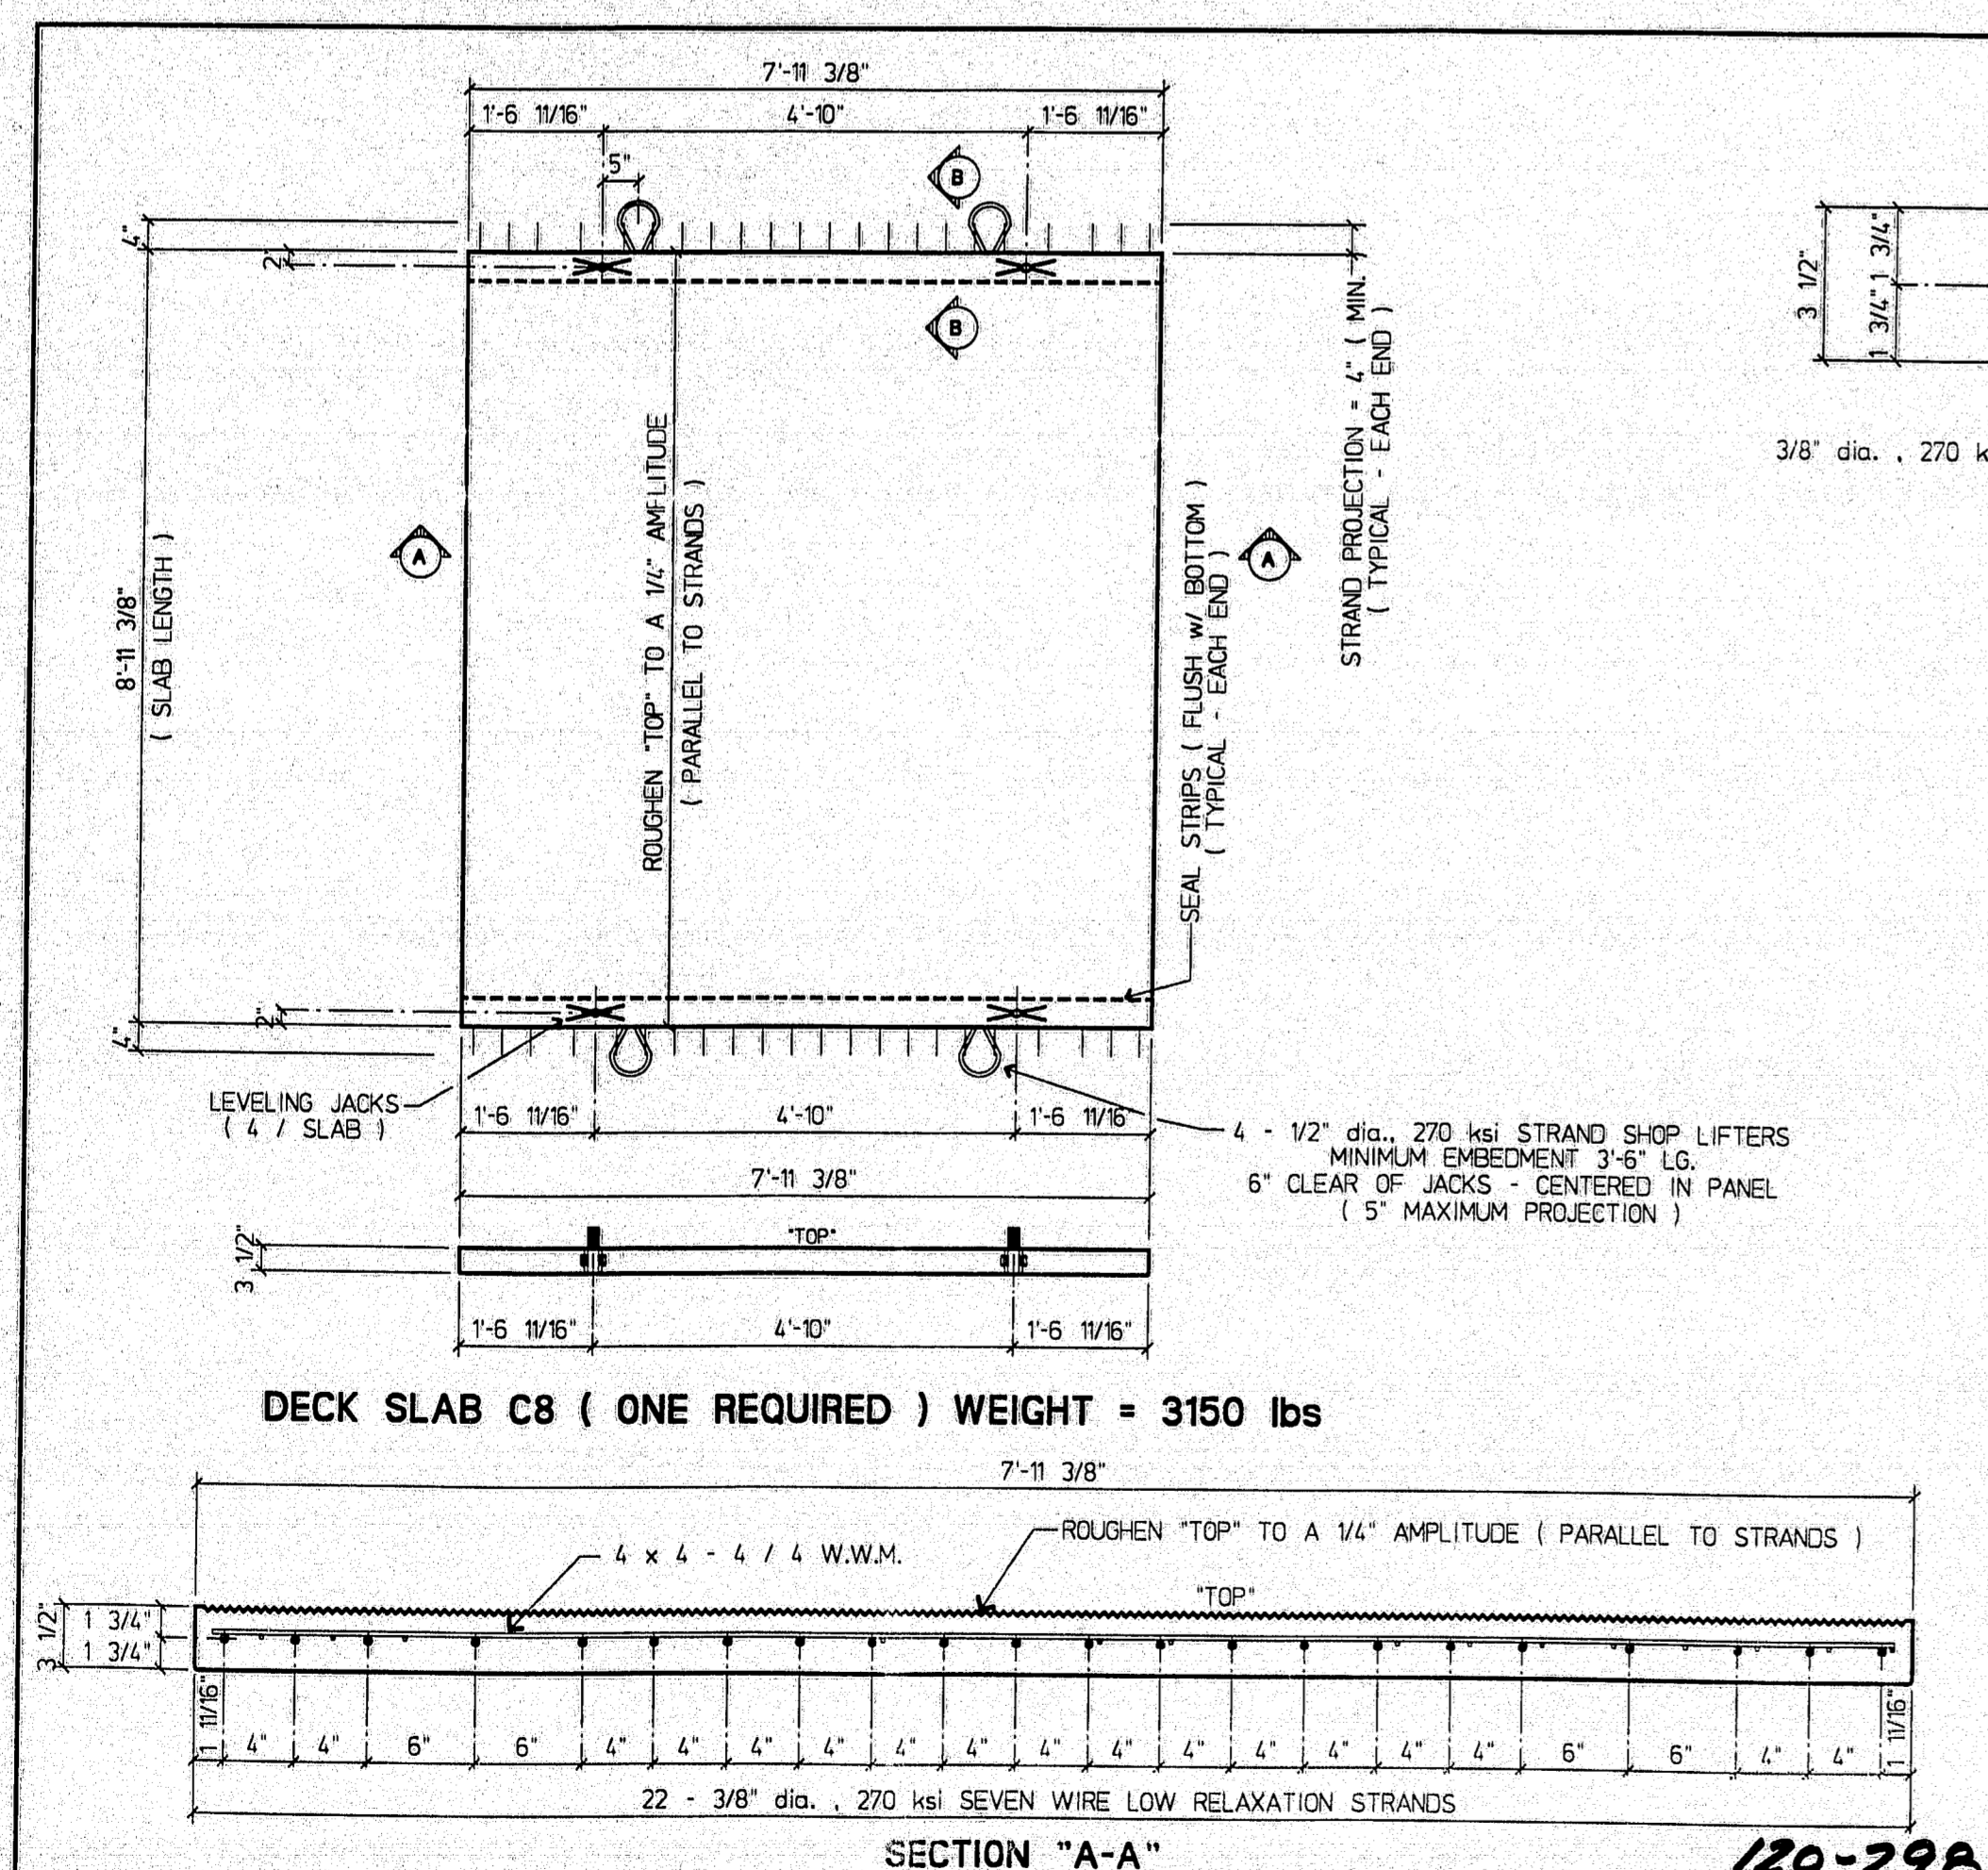 7'-11 3/8"
1'-6 11/16" 4'-10" 1'-6 11/16"
5"
B
4"
2"
B
A
A
8'-11 3/8"
( SLAB LENGTH )
ROUGHEN "TOP" TO A 1/4" AMPLITUDE
( PARALLEL TO STRANDS )
SEAL STRIPS ( FLUSH w/ BOTTOM )
( TYPICAL - EACH END )
STRAND PROJECTION = 4" ( MIN.
( TYPICAL - EACH END )
3 1/2"
1 3/4" 1 3/4"
3/8" dia. , 270 k
2"
4"
LEVELING JACKS
( 4 / SLAB )
1'-6 11/16" 4'-10" 1'-6 11/16
7'-11 3/8"
4 - 1/2" dia., 270 ksi STRAND SHOP LIFTERS
MINIMUM EMBEDMENT 3'-6" LG.
6" CLEAR OF JACKS - CENTERED IN PANEL
( 5" MAXIMUM PROJECTION )
3 1/2"
"TOP"
1'-6 11/16" 4'-10" 1'-6 11/16"
DECK SLAB C8 ( ONE REQUIRED ) WEIGHT = 3150 lbs
7'-11 3/8"
4 x 4 - 4 / 4 W.W.M.
ROUGHEN "TOP" TO A 1/4" AMPLITUDE ( PARALLEL TO STRANDS )
"TOP"
3 1/2"
1 3/4"
1 3/4"
1 11/16" 4" 4" 6" 6" 4" 4" 4" 4" 4" 4" 4" 4" 4" 4" 4" 4" 4" 6" 6" 4" 4" 1 11/16"
22 - 3/8" dia. , 270 ksi SEVEN WIRE LOW RELAXATION STRANDS
SECTION "A-A"
120-298